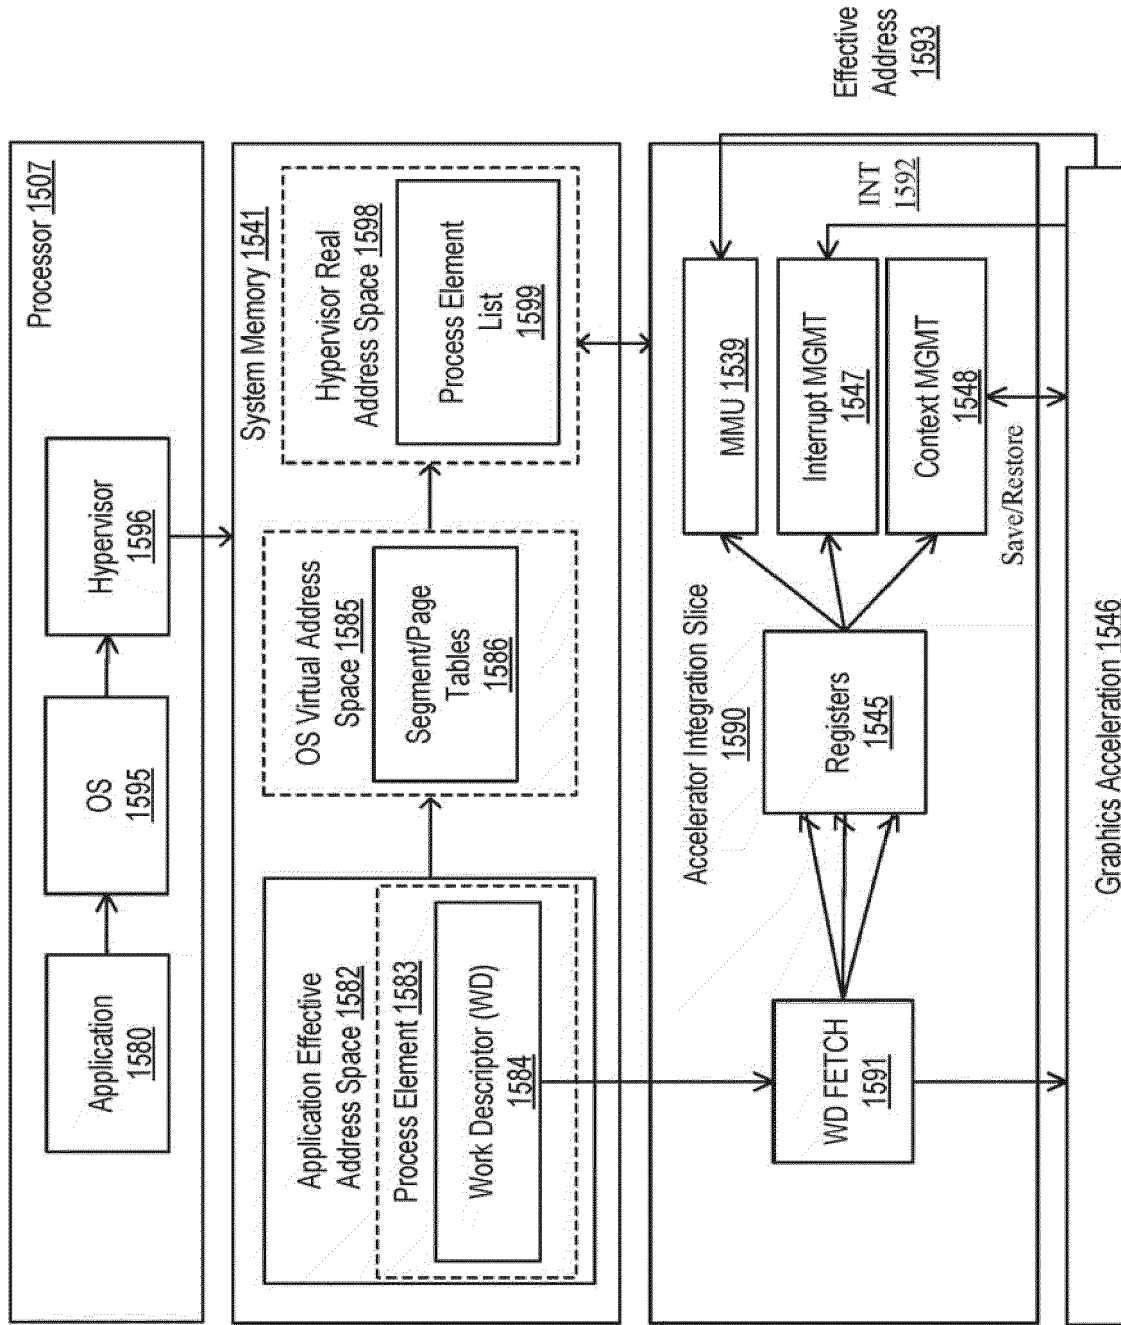 Processor 1507
Application
1580
OS
1595
Hypervisor
1596
System Memory 1541
Application Effective
Address Space 1582
Process Element 1583
Work Descriptor (WD)
1584
OS Virtual Address
Space 1585
Segment/Page
Tables
1586
Hypervisor Real
Address Space 1598
Process Element
List
1599
Accelerator Integration Slice
1590
WD FETCH
1591
Registers
1545
MMU 1539
Interrupt MGMT
1547
Context MGMT
1548
INT
1592
Save/Restore
Effective
Address
1593
Graphics Acceleration 1546